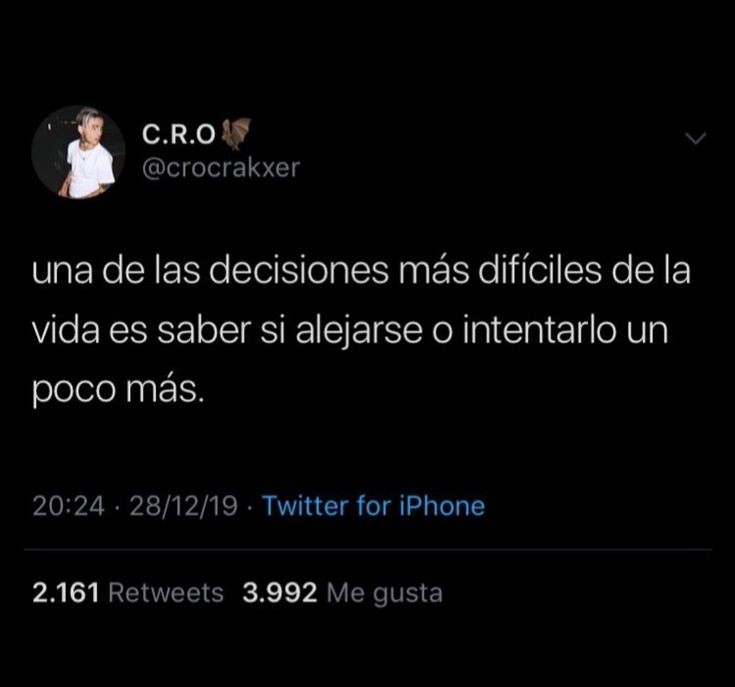 C.R.O🦇
@crocrakxer
una de las decisiones más difíciles de la
vida es saber si alejarse o intentarlo un
poco más.
20:24 · 28/12/19 · Twitter for iPhone
2.161 Retweets 3.992 Me gusta